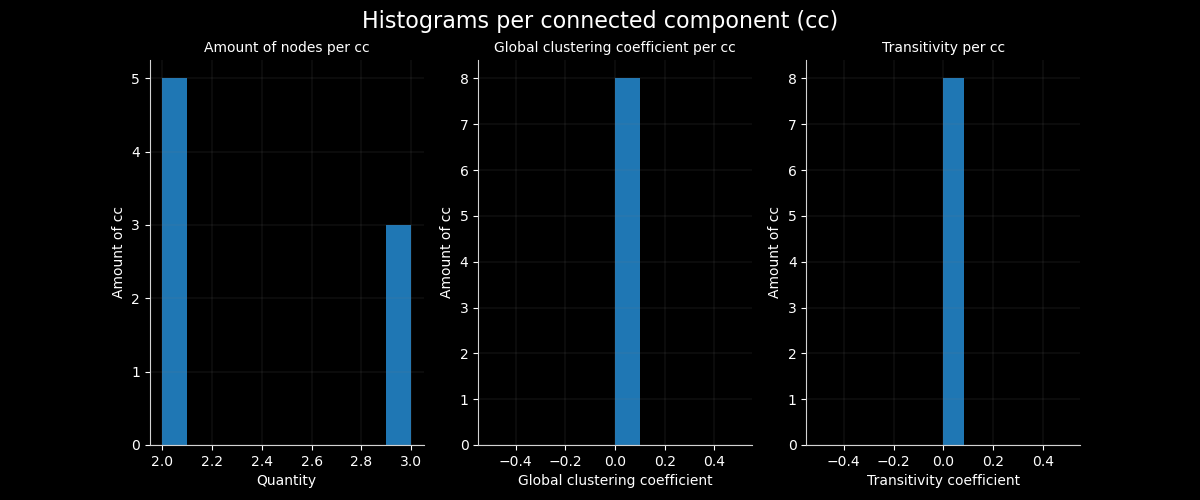 Histograms per connected component (cc)
Amount of nodes per cc
Global clustering coefficient per cc
Transitivity per cc
5
4
3
2
1
0
Amount of cc
2.0 2.2 2.4 2.6 2.8 3.0
Quantity
8
7
6
5
4
3
2
1
0
Amount of cc
−0.4 −0.2 0.0 0.2 0.4
Global clustering coefficient
8
7
6
5
4
3
2
1
0
Amount of cc
−0.4 −0.2 0.0 0.2 0.4
Transitivity coefficient